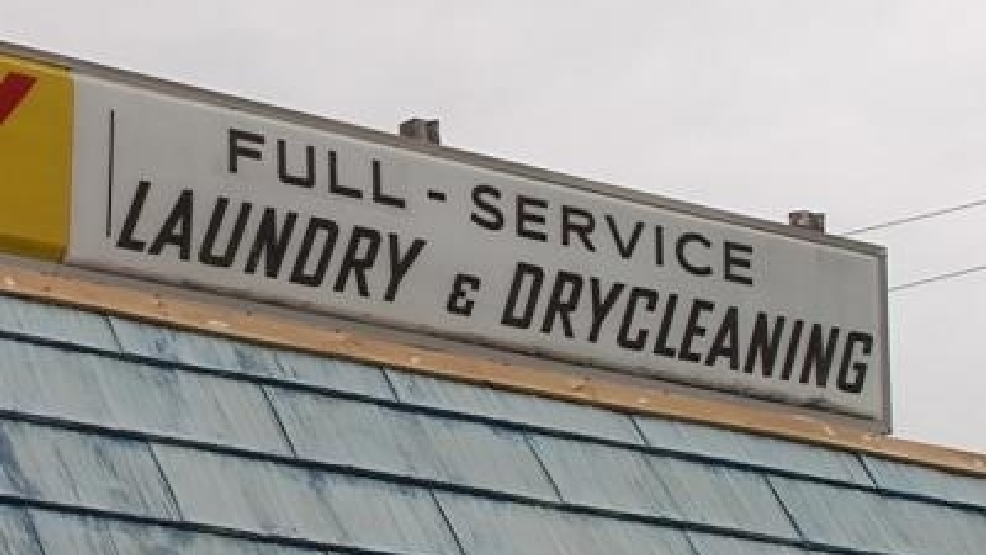 FULL-SERVICE
LAUNDRY & DRYCLEANING